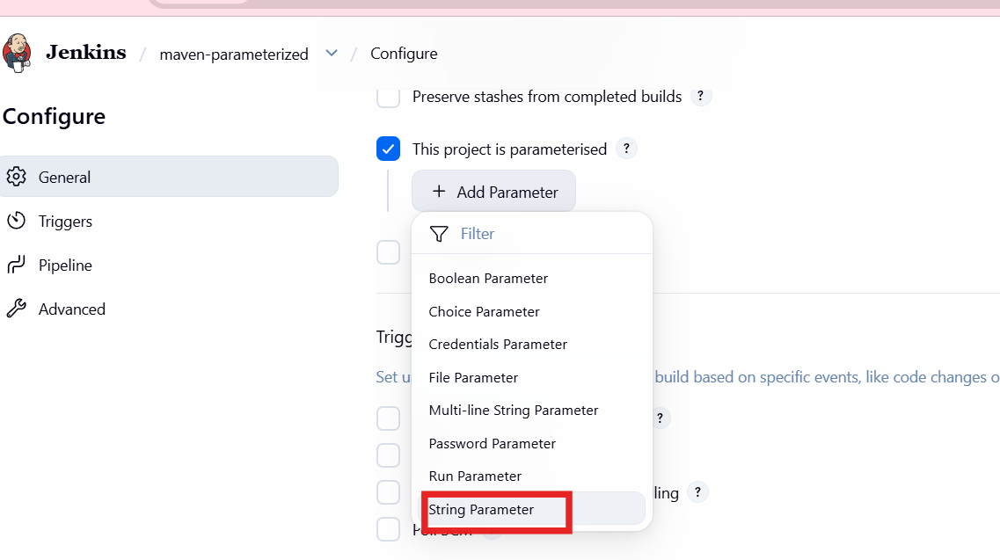 Jenkins / maven-parameterized / Configure
Configure
General
Triggers
Pipeline
Advanced
Preserve stashes from completed builds ?
This project is parameterised ?
+ Add Parameter
Filter
Boolean Parameter
Choice Parameter
Credentials Parameter
File Parameter
Multi-line String Parameter
Password Parameter
Run Parameter
String Parameter
Trigg
Set u build based on specific events, like code changes o
?
ling ?